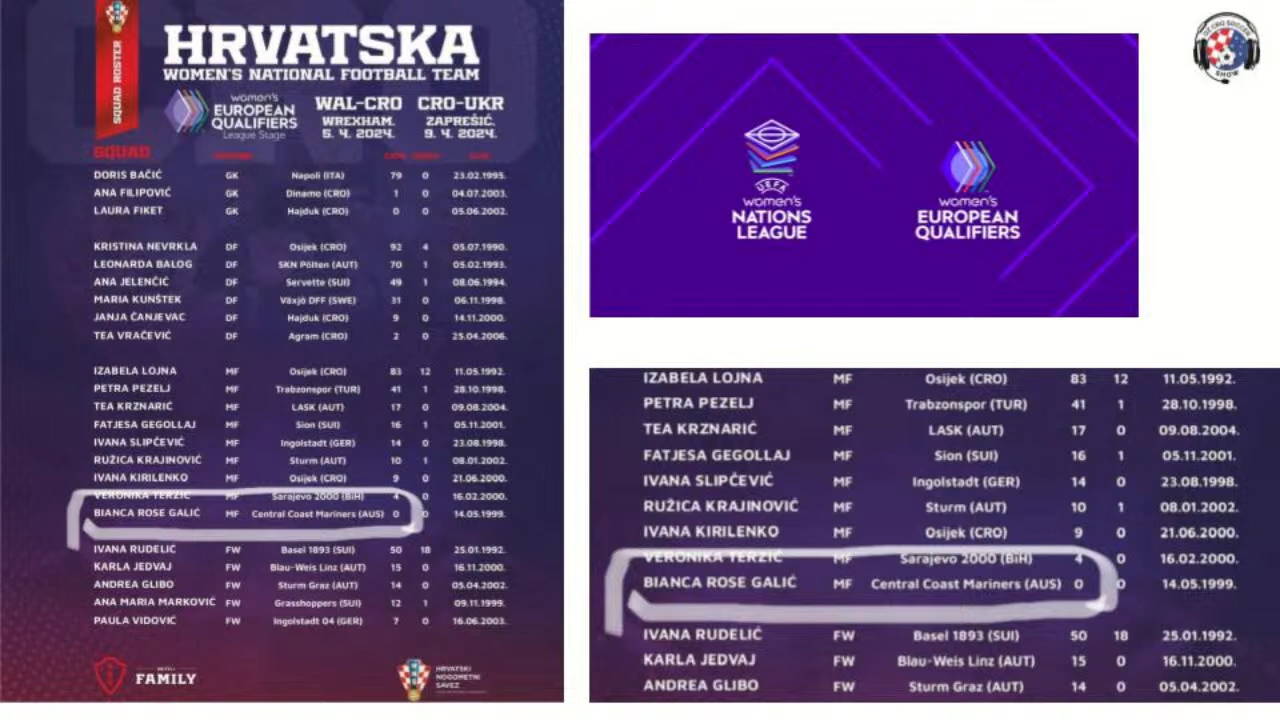 SQUAD ROSTER
HRVATSKA
WOMEN'S NATIONAL FOOTBALL TEAM
women's
EUROPEAN
QUALIFIERS
League Stage
WAL-CRO
WREXHAM.
5. 4. 2024.
CRO-UKR
ZAPREŠIĆ.
9. 4. 2024.
SQUAD
DORIS BAČIĆ GK Napoli (ITA) 79 0 23.02.1995.
ANA FILIPOVIĆ GK Dinamo (CRO) 1 0 04.07.2003.
LAURA FIKET GK Hajduk (CRO) 0 0 05.06.2002.
KRISTINA NEVRKLA DF Osijek (CRO) 92 4 05.07.1990.
LEONARDA BALOG DF SKN Pölten (AUT) 70 1 05.02.1993.
ANA JELENČIĆ DF Servette (SUI) 49 1 08.06.1994.
MARIA KUNŠTEK DF Växjö DFF (SWE) 31 0 06.11.1998.
JANJA ČANJEVAC DF Hajduk (CRO) 9 0 14.11.2000.
TEA VRAČEVIĆ DF Agram (CRO) 2 0 25.04.2006.
IZABELA LOJNA MF Osijek (CRO) 83 12 11.05.1992.
PETRA PEZELJ MF Trabzonspor (TUR) 41 1 28.10.1998.
TEA KRZNARIĆ MF LASK (AUT) 17 0 09.08.2004.
FATJESA GEGOLLAJ MF Sion (SUI) 16 1 05.11.2001.
IVANA SLIPČEVIĆ MF Ingolstadt (GER) 14 0 23.08.1998.
RUŽICA KRAJINOVIĆ MF Sturm (AUT) 10 1 08.01.2002.
IVANA KIRILENKO MF Osijek (CRO) 9 0 21.06.2000.
VERONIKA TERZIĆ MF Sarajevo 2000 (BiH) 4 0 16.02.2000.
BIANCA ROSE GALIĆ MF Central Coast Mariners (AUS) 0 0 14.05.1999.
IVANA RUDELIĆ FW Basel 1893 (SUI) 50 18 25.01.1992.
KARLA JEDVAJ FW Blau-Weis Linz (AUT) 15 0 16.11.2000.
ANDREA GLIBO FW Sturm Graz (AUT) 14 0 05.04.2002.
ANA MARIA MARKOVIĆ FW Grasshoppers (SUI) 12 1 09.11.1999.
PAULA VIDOVIĆ FW Ingolstadt 04 (GER) 7 0 16.06.2003.
FAMILY
HRVATSKI
NOGOMETNI
SAVEZ
UEFA
women's
NATIONS
LEAGUE
women's
EUROPEAN
QUALIFIERS
CRO SOCCER
SHOW
IZABELA LOJNA MF Osijek (CRO) 83 12 11.05.1992.
PETRA PEZELJ MF Trabzonspor (TUR) 41 1 28.10.1998.
TEA KRZNARIĆ MF LASK (AUT) 17 0 09.08.2004.
FATJESA GEGOLLAJ MF Sion (SUI) 16 1 05.11.2001.
IVANA SLIPČEVIĆ MF Ingolstadt (GER) 14 0 23.08.1998.
RUŽICA KRAJINOVIĆ MF Sturm (AUT) 10 1 08.01.2002.
IVANA KIRILENKO MF Osijek (CRO) 9 0 21.06.2000.
VERONIKA TERZIĆ MF Sarajevo 2000 (BiH) 4 0 16.02.2000.
BIANCA ROSE GALIĆ MF Central Coast Mariners (AUS) 0 0 14.05.1999.
IVANA RUDELIĆ FW Basel 1893 (SUI) 50 18 25.01.1992.
KARLA JEDVAJ FW Blau-Weis Linz (AUT) 15 0 16.11.2000.
ANDREA GLIBO FW Sturm Graz (AUT) 14 0 05.04.2002.